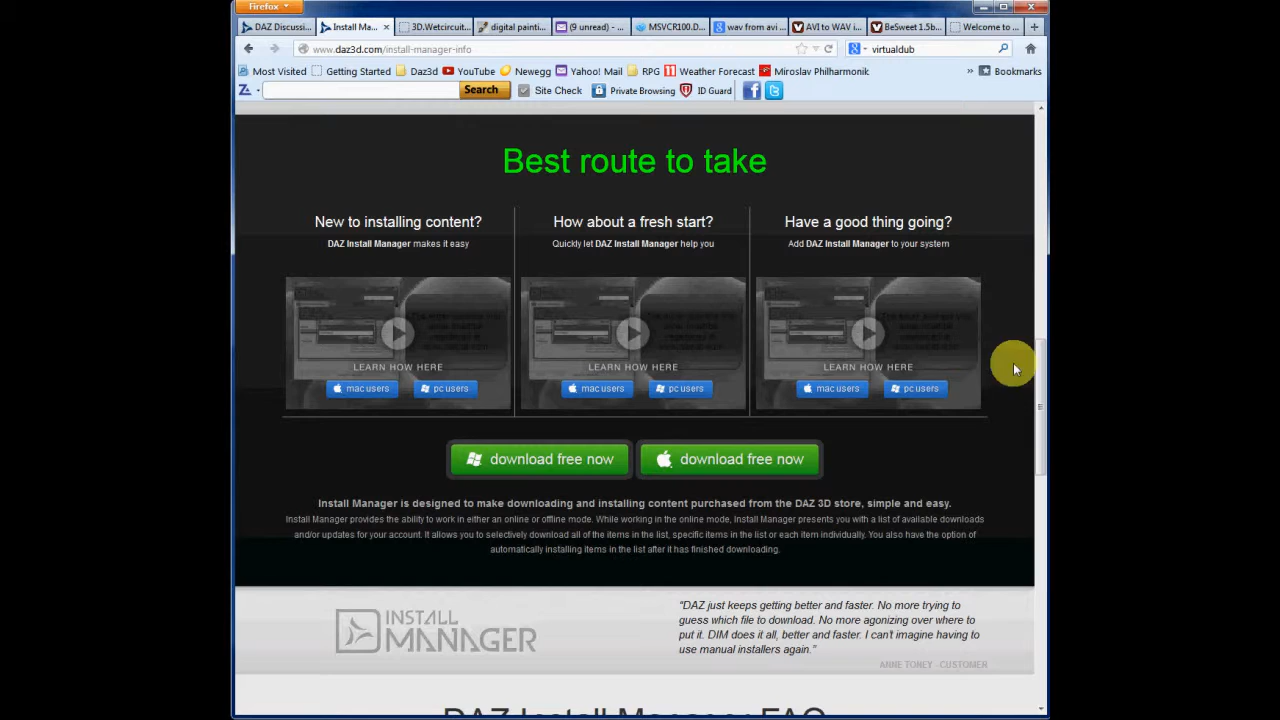 Firefox
DAZ Discussi...
Install Ma... ×
3D.Wetcircuit...
digital painti...
(9 unread) - ...
MSVCR100.D...
wav from avi ...
AVI to WAV i...
BeSweet 1.5b...
Welcome to ...
www.daz3d.com/install-manager-info
virtualdub
Most Visited
Getting Started
Daz3d
YouTube
Newegg
Yahoo! Mail
RPG
Weather Forecast
Miroslav Philharmonik
»
Bookmarks
Search
Site Check
Private Browsing
ID Guard
Best route to take
New to installing content?
DAZ Install Manager makes it easy
LEARN HOW HERE
mac users
pc users
How about a fresh start?
Quickly let DAZ Install Manager help you
LEARN HOW HERE
mac users
pc users
Have a good thing going?
Add DAZ Install Manager to your system
LEARN HOW HERE
mac users
pc users
download free now
download free now
Install Manager is designed to make downloading and installing content purchased from the DAZ 3D store, simple and easy.
Install Manager provides the ability to work in either an online or offline mode. While working in the online mode, Install Manager presents you with a list of available downloads
and/or updates for your account. It allows you to selectively download all of the items in the list, specific items in the list or each item individually. You also have the option of
automatically installing items in the list after it has finished downloading.
INSTALL
MANAGER
"DAZ just keeps getting better and faster. No more trying to
guess which file to download. No more agonizing over where to
put it. DIM does it all, better and faster. I can't imagine having to
use manual installers again."
ANNE TONEY - CUSTOMER
DAZ Install Manager FAQ